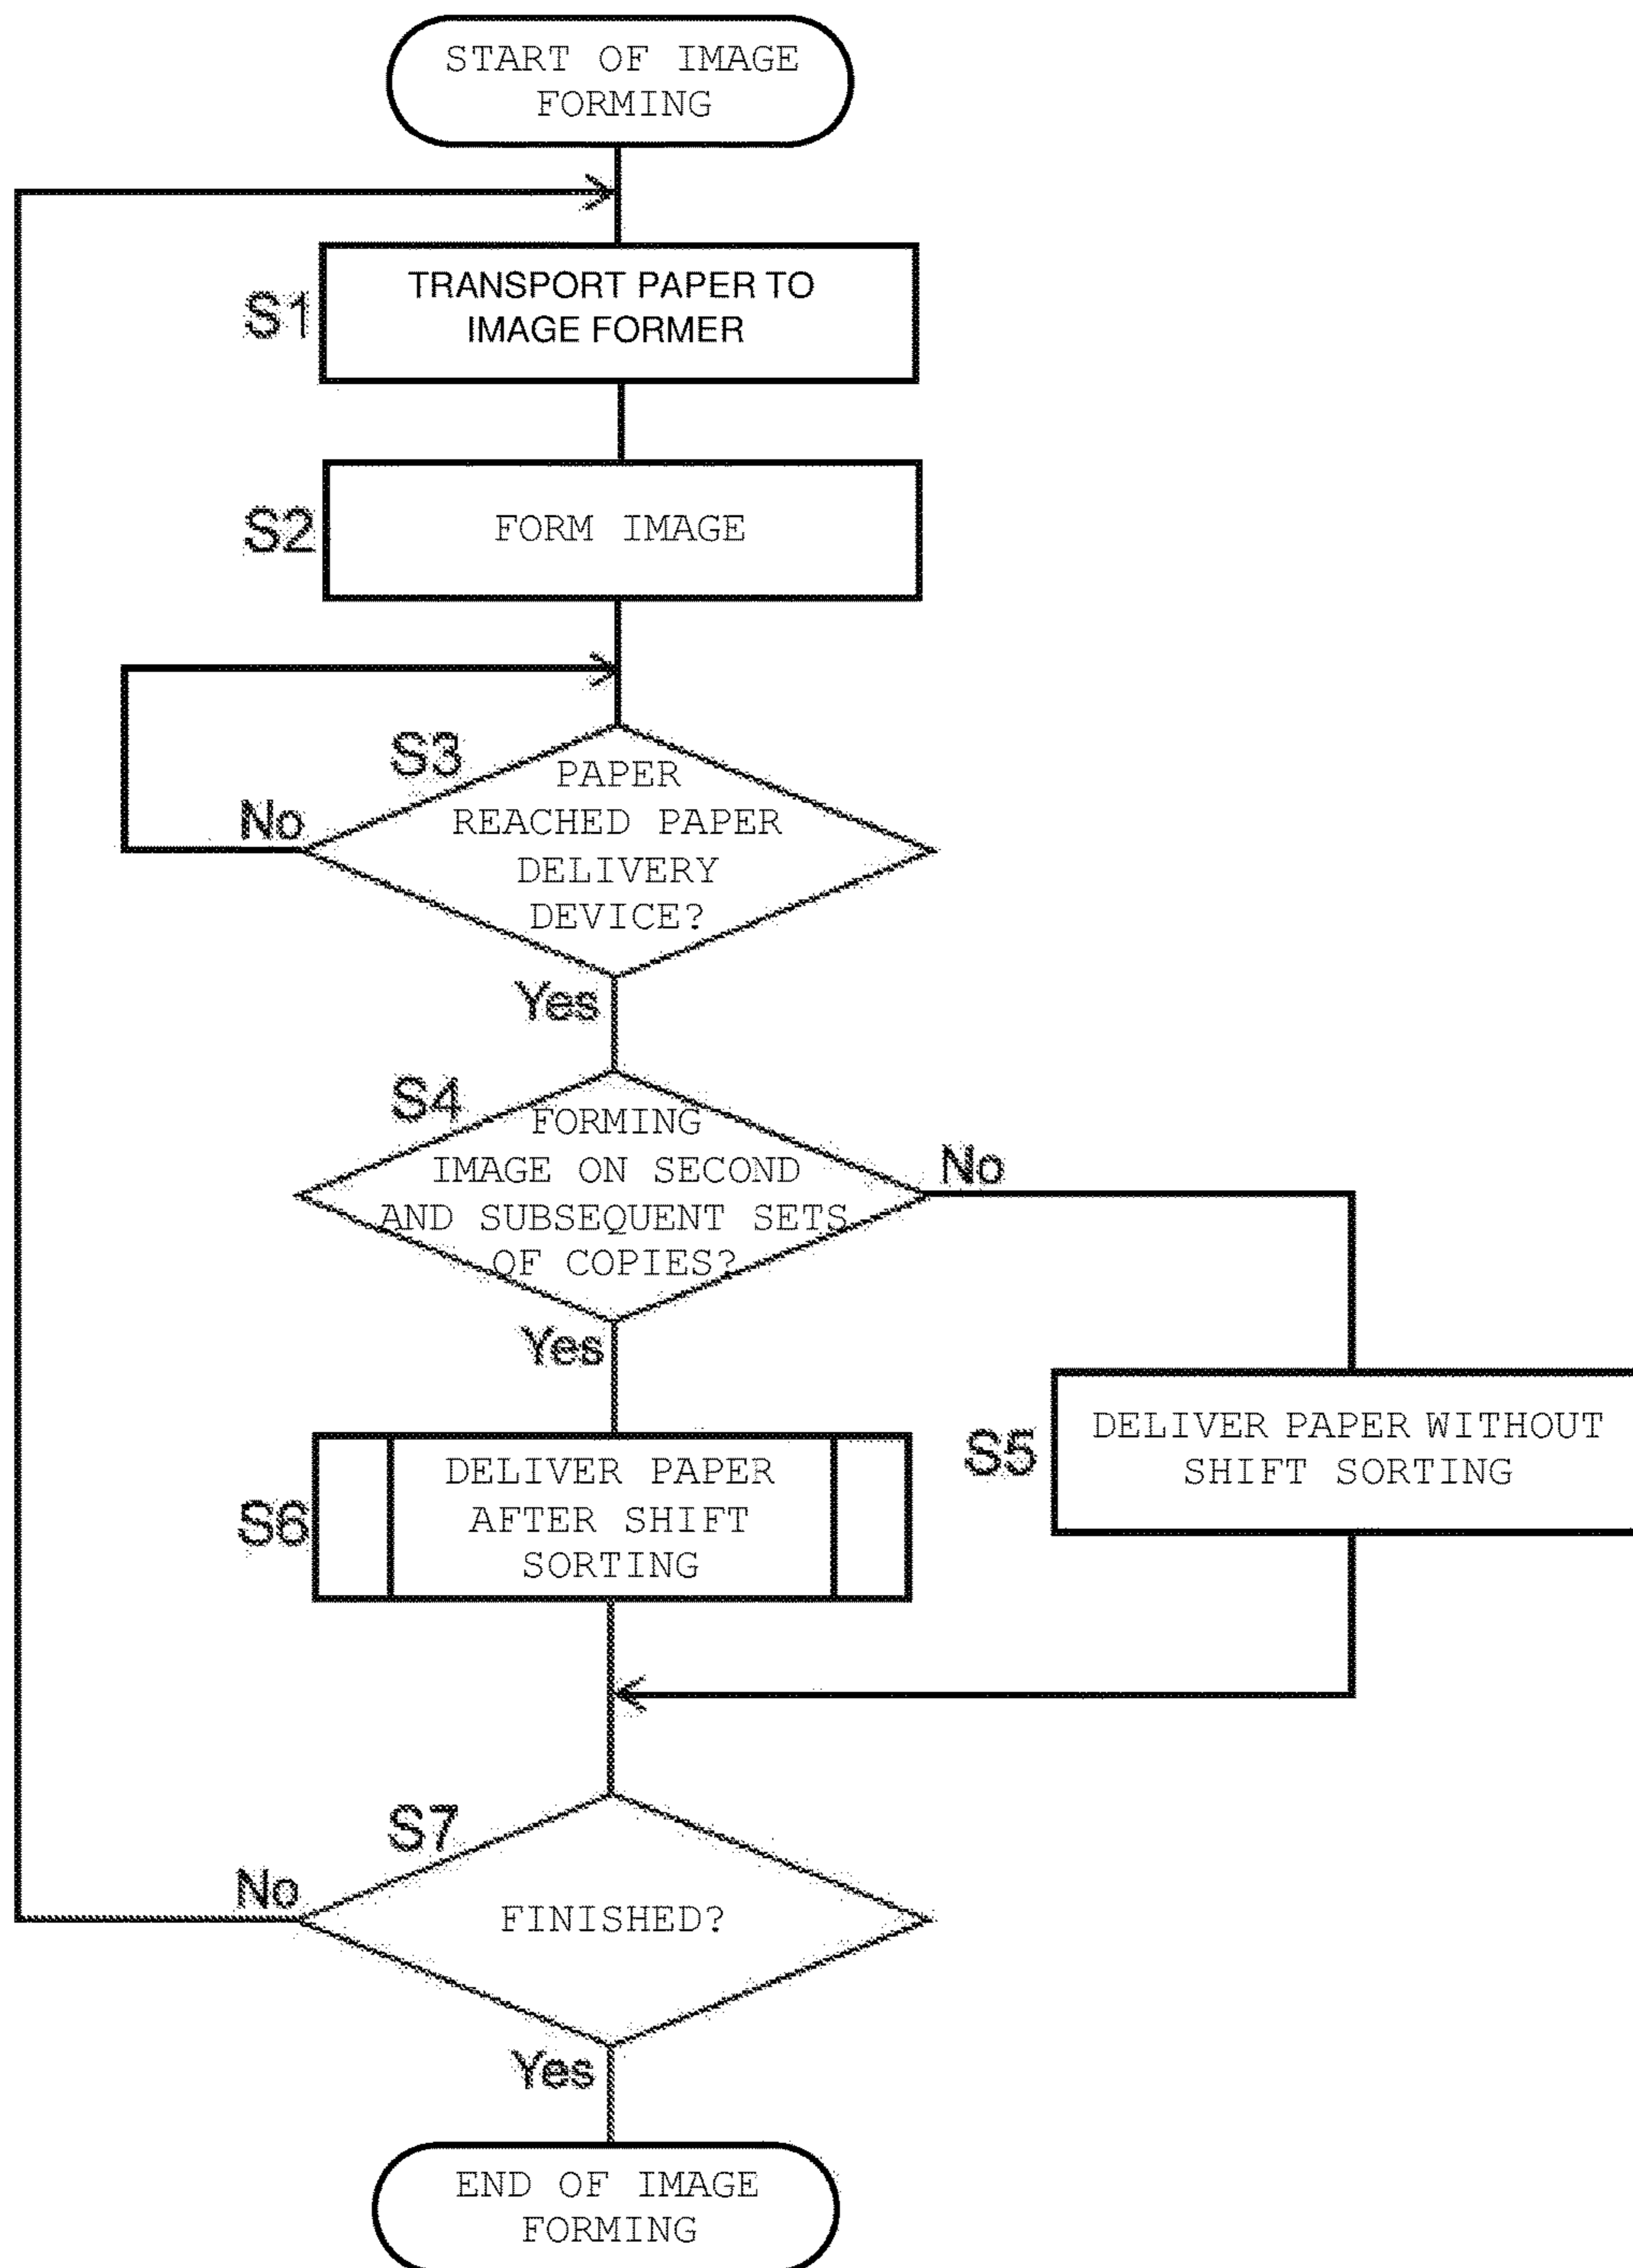 START OF IMAGE
FORMING
S1
TRANSPORT PAPER TO
IMAGE FORMER
S2
FORM IMAGE
S3
No
PAPER
REACHED PAPER
DELIVERY
DEVICE?
Yes
S4
FORMING
IMAGE ON SECOND
AND SUBSEQUENT SETS
OF COPIES?
No
Yes
S5
DELIVER PAPER WITHOUT
SHIFT SORTING
S6
DELIVER PAPER
AFTER SHIFT
SORTING
S7
No
FINISHED?
Yes
END OF IMAGE
FORMING